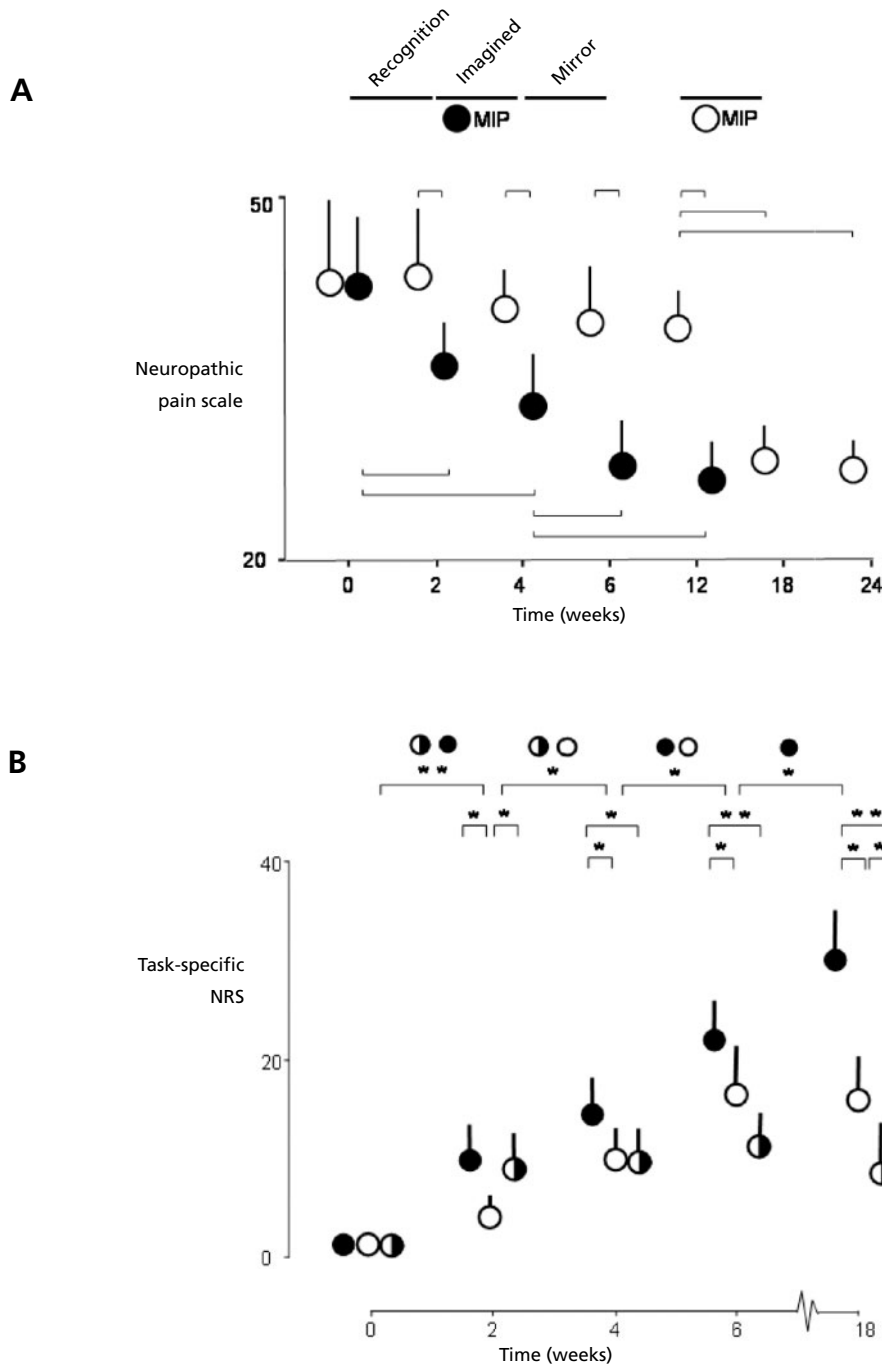 A
Recognition
Imagined
Mirror
MIP
MIP
50
Neuropathic
pain scale
20
0 2 4 6 12 18 24
Time (weeks)
B
* * * * *
* * * * * * * *
* * * *
40
Task-specific
NRS
20
0
0 2 4 6 18
Time (weeks)